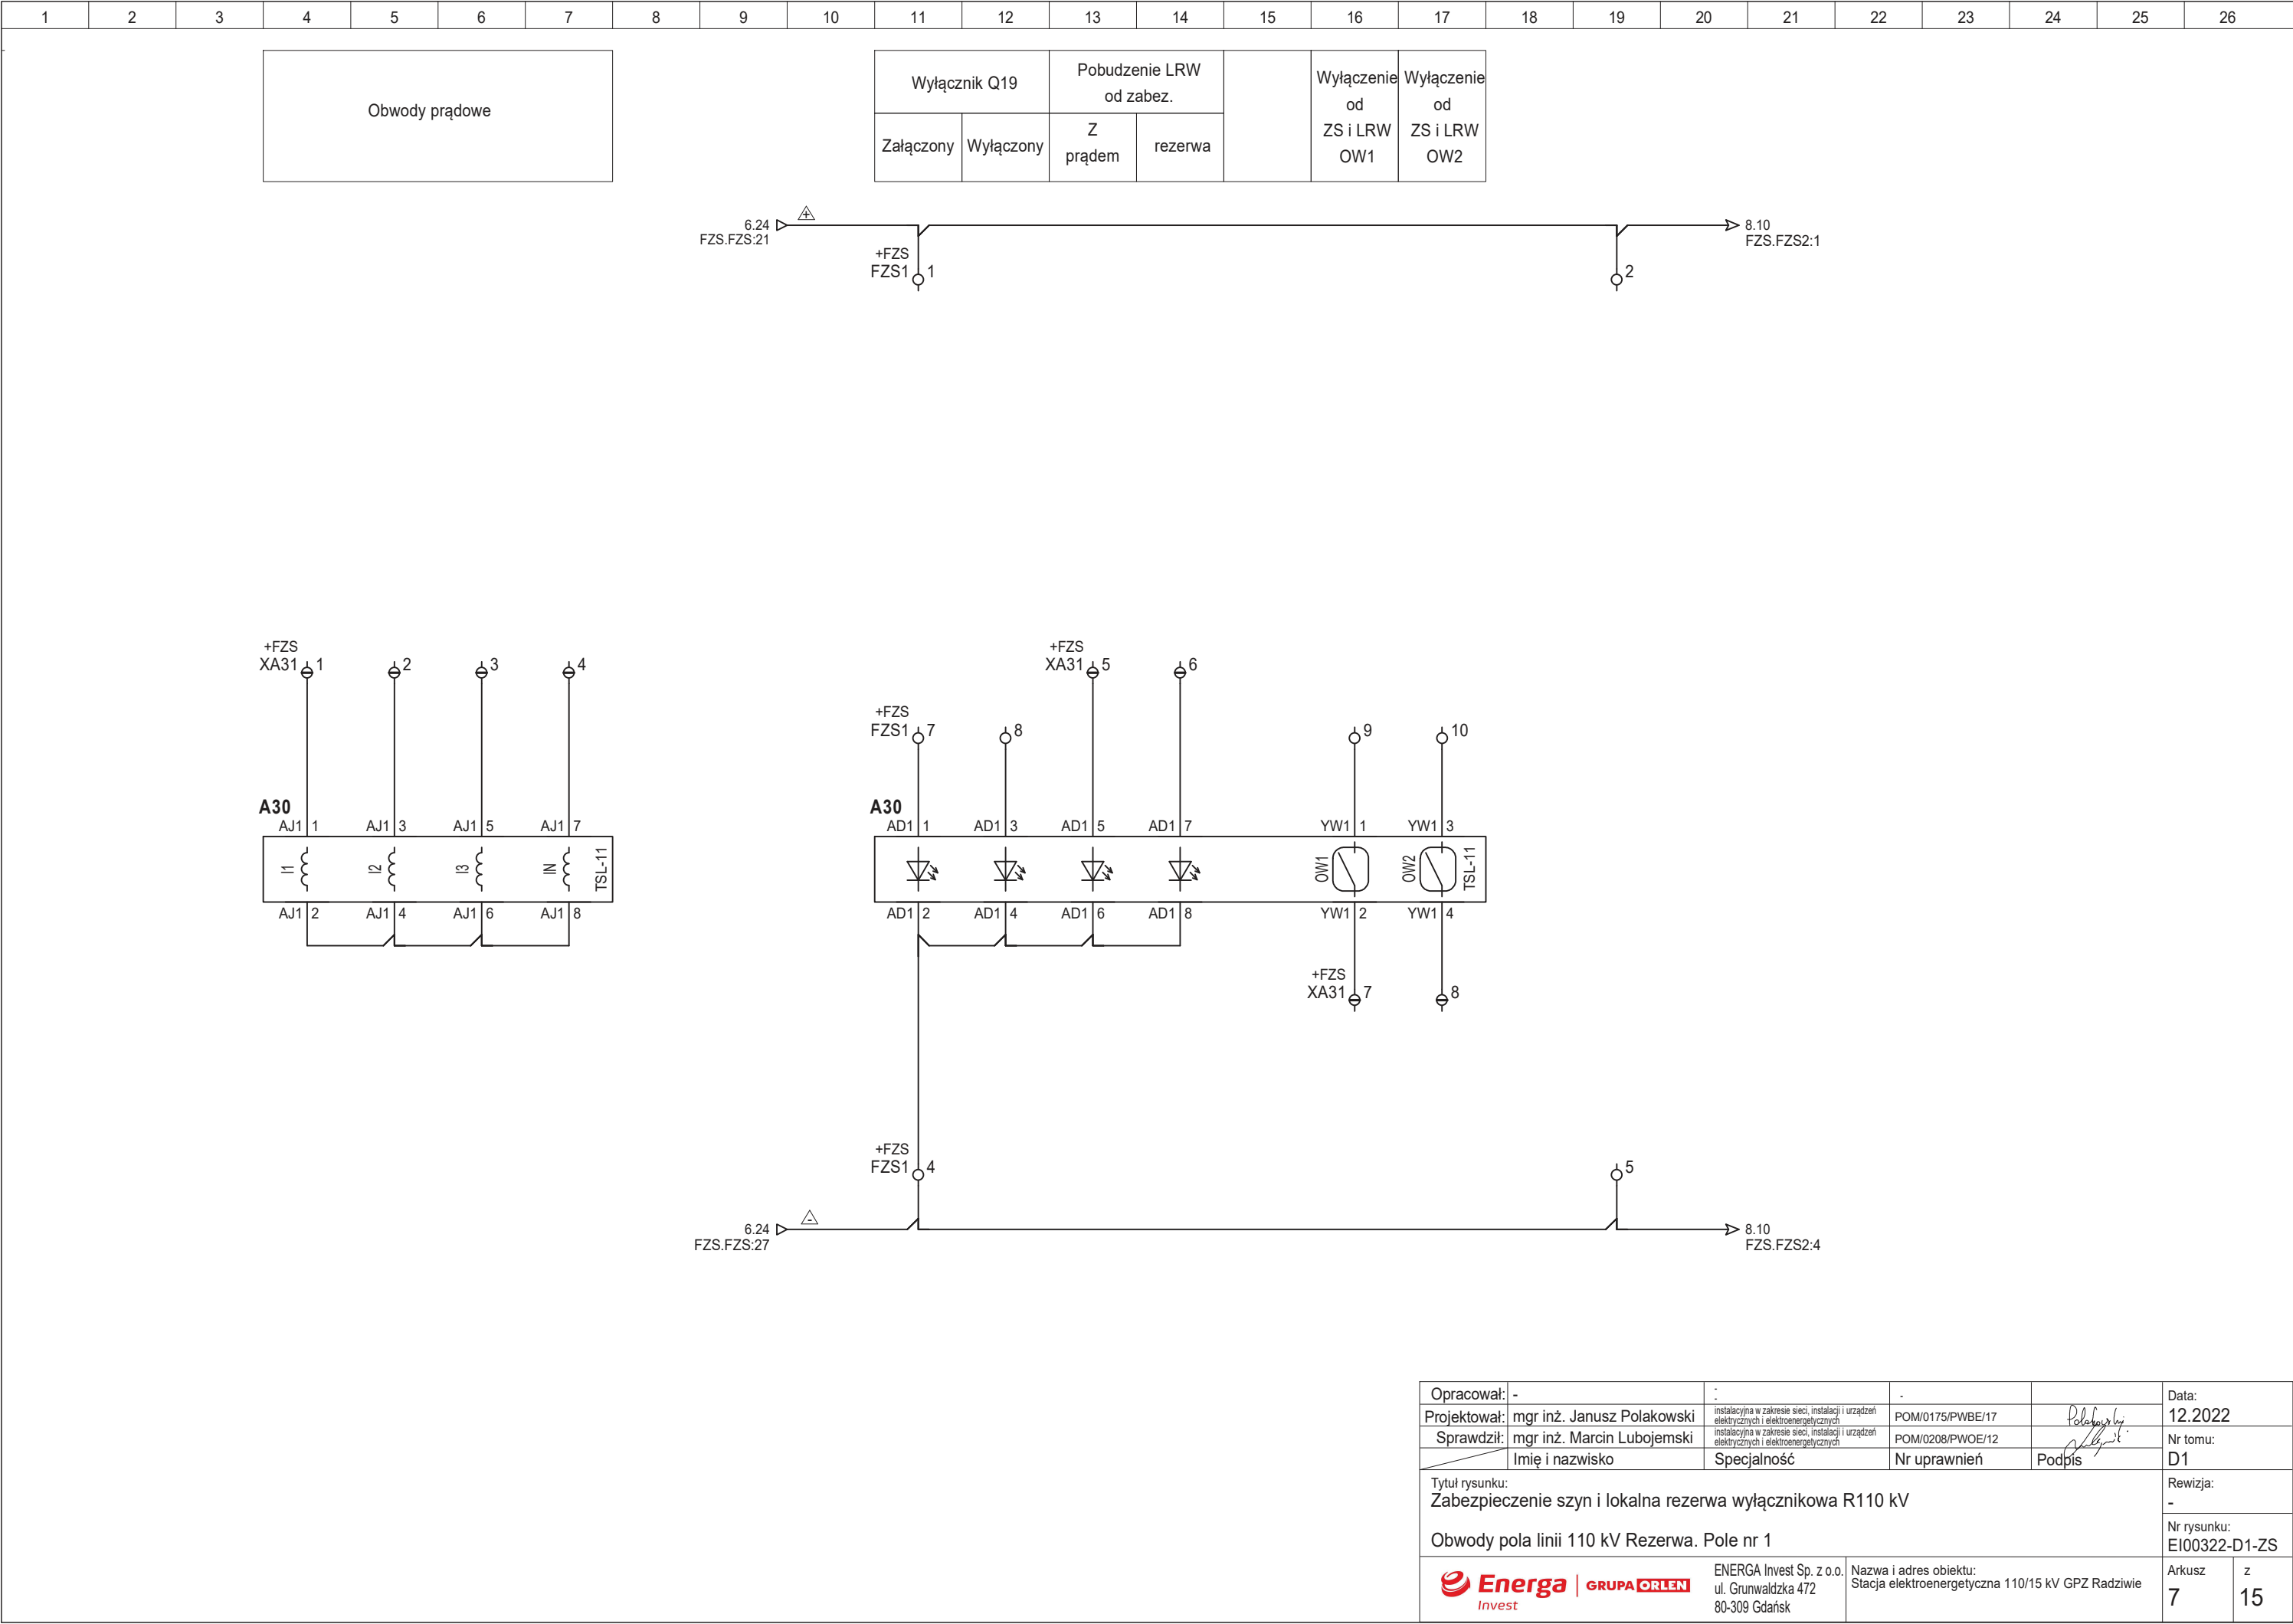 1 2 3 4 5 6 7 8 9 10 11 12 13 14 15 16 17 18 19 20 21 22 23 24 25 26
Obwody prądowe
Wyłącznik Q19
Załączony
Wyłączony
Pobudzenie LRW
od zabez.
Z
prądem
rezerwa
Wyłączenie
od
ZS i LRW
OW1
Wyłączenie
od
ZS i LRW
OW2
6.24
FZS.FZS:21
+
+FZS
FZS1 1
2
8.10
FZS.FZS2:1
+FZS
XA31 1 2 3 4
+FZS
XA31 5 6
+FZS
FZS1 7 8 9 10
A30
AJ1 1 AJ1 3 AJ1 5 AJ1 7
I1 I2 I3 IN TSL-11
AJ1 2 AJ1 4 AJ1 6 AJ1 8
A30
AD1 1 AD1 3 AD1 5 AD1 7 YW1 1 YW1 3
OW1 OW2 TSL-11
AD1 2 AD1 4 AD1 6 AD1 8 YW1 2 YW1 4
+FZS
XA31 7 8
+FZS
FZS1 4
5
6.24
FZS.FZS:27
-
8.10
FZS.FZS2:4
Opracował: - - - -
Projektował: mgr inż. Janusz Polakowski
instalacyjna w zakresie sieci, instalacji i urządzeń
elektrycznych i elektroenergetycznych
POM/0175/PWBE/17
Sprawdził: mgr inż. Marcin Lubojemski
instalacyjna w zakresie sieci, instalacji i urządzeń
elektrycznych i elektroenergetycznych
POM/0208/PWOE/12
Imię i nazwisko Specjalność Nr uprawnień Podpis
Data:
12.2022
Nr tomu:
D1
Tytuł rysunku:
Zabezpieczenie szyn i lokalna rezerwa wyłącznikowa R110 kV
Obwody pola linii 110 kV Rezerwa. Pole nr 1
Rewizja:
-
Nr rysunku:
EI00322-D1-ZS
Energa
Invest
GRUPA ORLEN
ENERGA Invest Sp. z o.o.
ul. Grunwaldzka 472
80-309 Gdańsk
Nazwa i adres obiektu:
Stacja elektroenergetyczna 110/15 kV GPZ Radziwie
Arkusz z
7 15